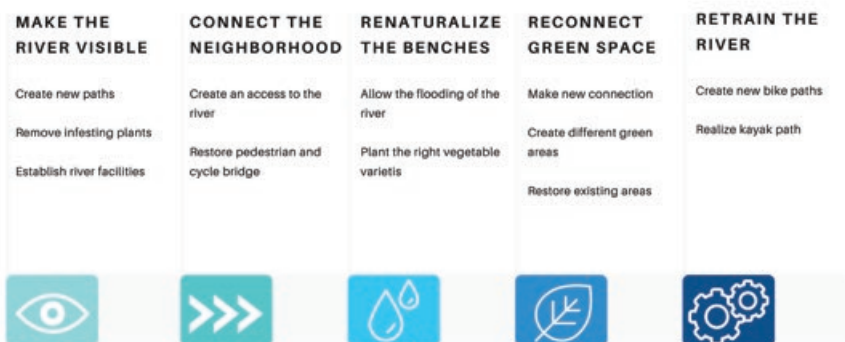 MAKE THE
RIVER VISIBLE
Create new paths
Remove infesting plants
Establish river facilities
CONNECT THE
NEIGHBORHOOD
Create an access to the
river
Restore pedestrian and
cycle bridge
RENATURALIZE
THE BENCHES
Allow the flooding of the
river
Plant the right vegetable
varietis
RECONNECT
GREEN SPACE
Make new connection
Create different green
areas
Restore existing areas
RETRAIN THE
RIVER
Create new bike paths
Realize kayak path